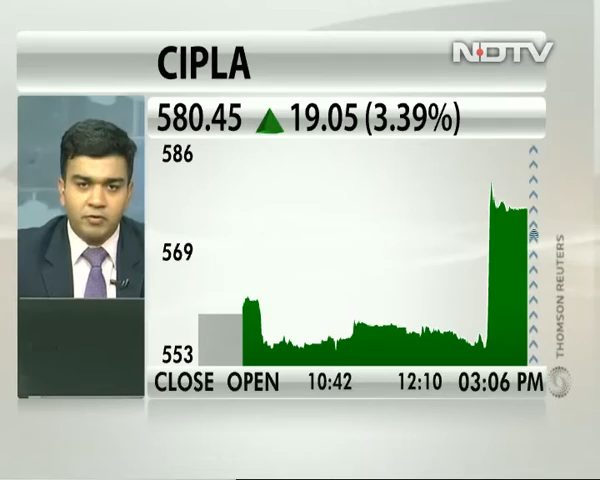 CIPLA
NDTV
580.45 ▲ 19.05 (3.39%)
586
569
553
CLOSE OPEN 10:42 12:10 03:06 PM
THOMSON REUTERS